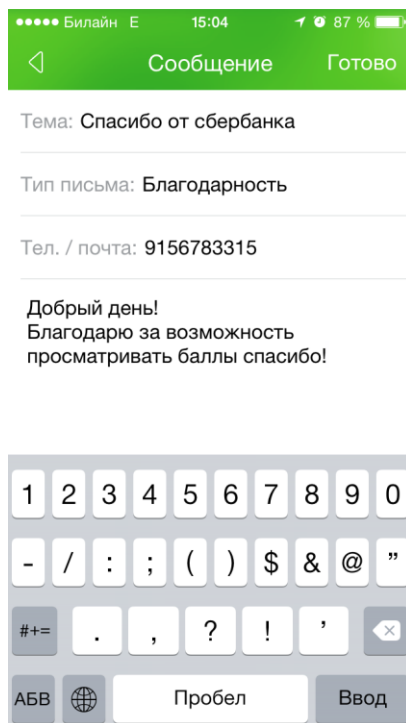 Билайн E 15:04 87 %
Сообщение Готово
Тема: Спасибо от сбербанка
Тип письма: Благодарность
Тел. / почта: 9156783315
Добрый день!
Благодарю за возможность
просматривать баллы спасибо!
1 2 3 4 5 6 7 8 9 0
- / : ; ( ) $ & @ ”
#+= . , ? ! ’
АБВ Пробел Ввод